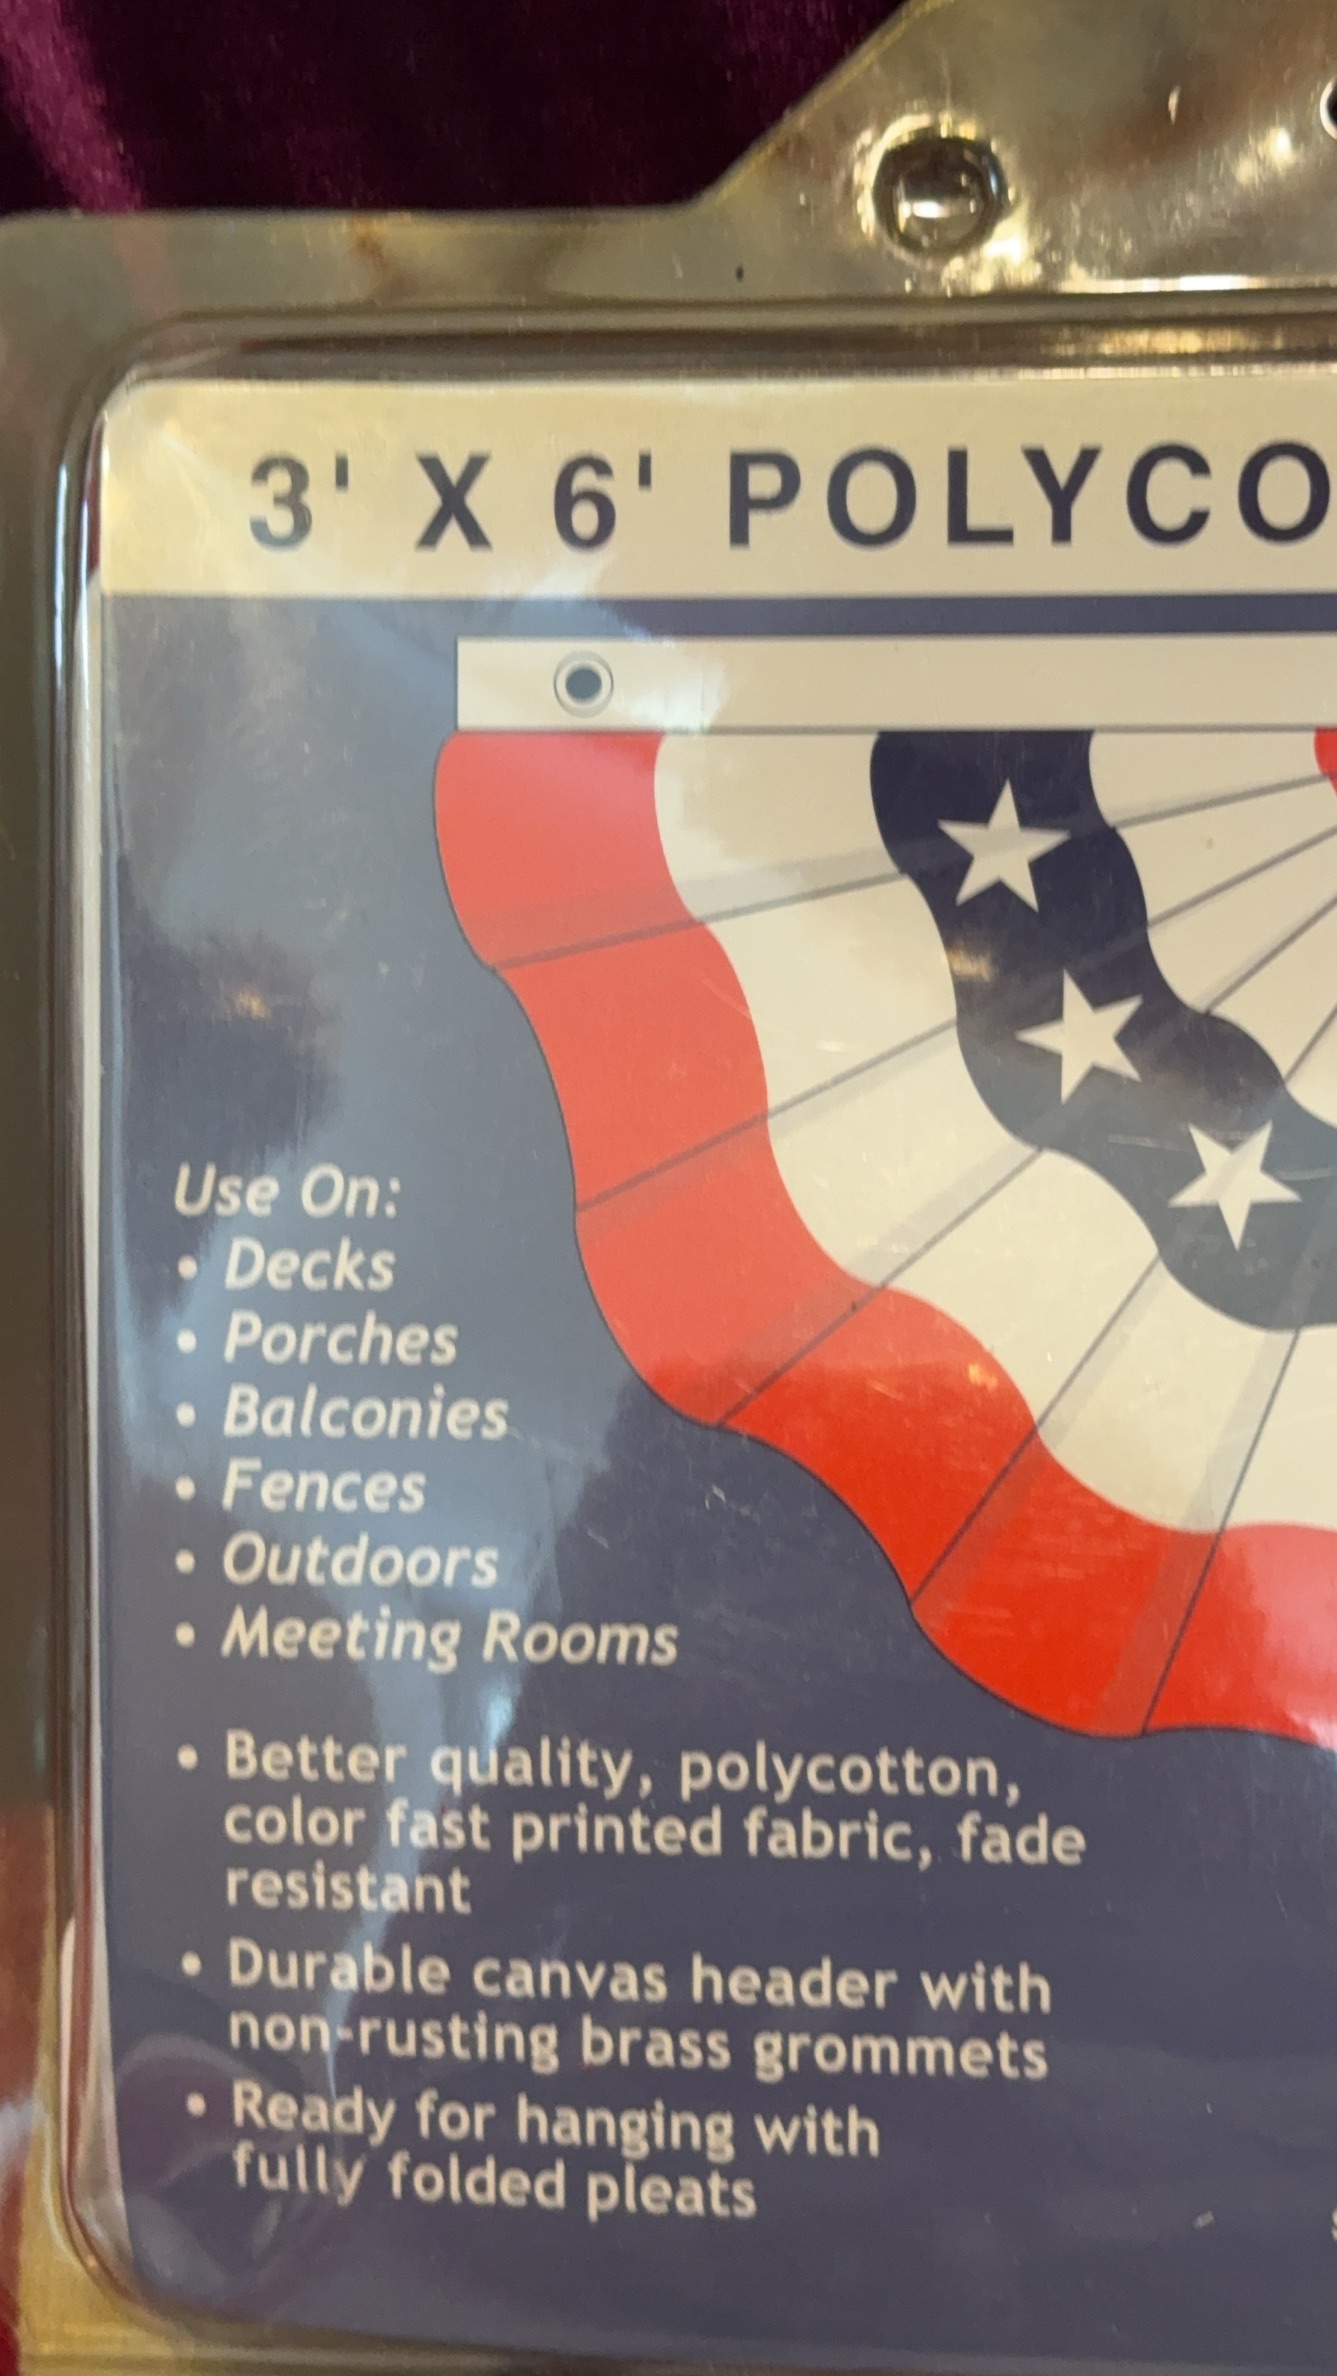 3' X 6' POLYCO
Use On:
• Decks
• Porches
• Balconies
• Fences
• Outdoors
• Meeting Rooms
• Better quality, polycotton,
color fast printed fabric, fade
resistant
• Durable canvas header with
non-rusting brass grommets
• Ready for hanging with
fully folded pleats